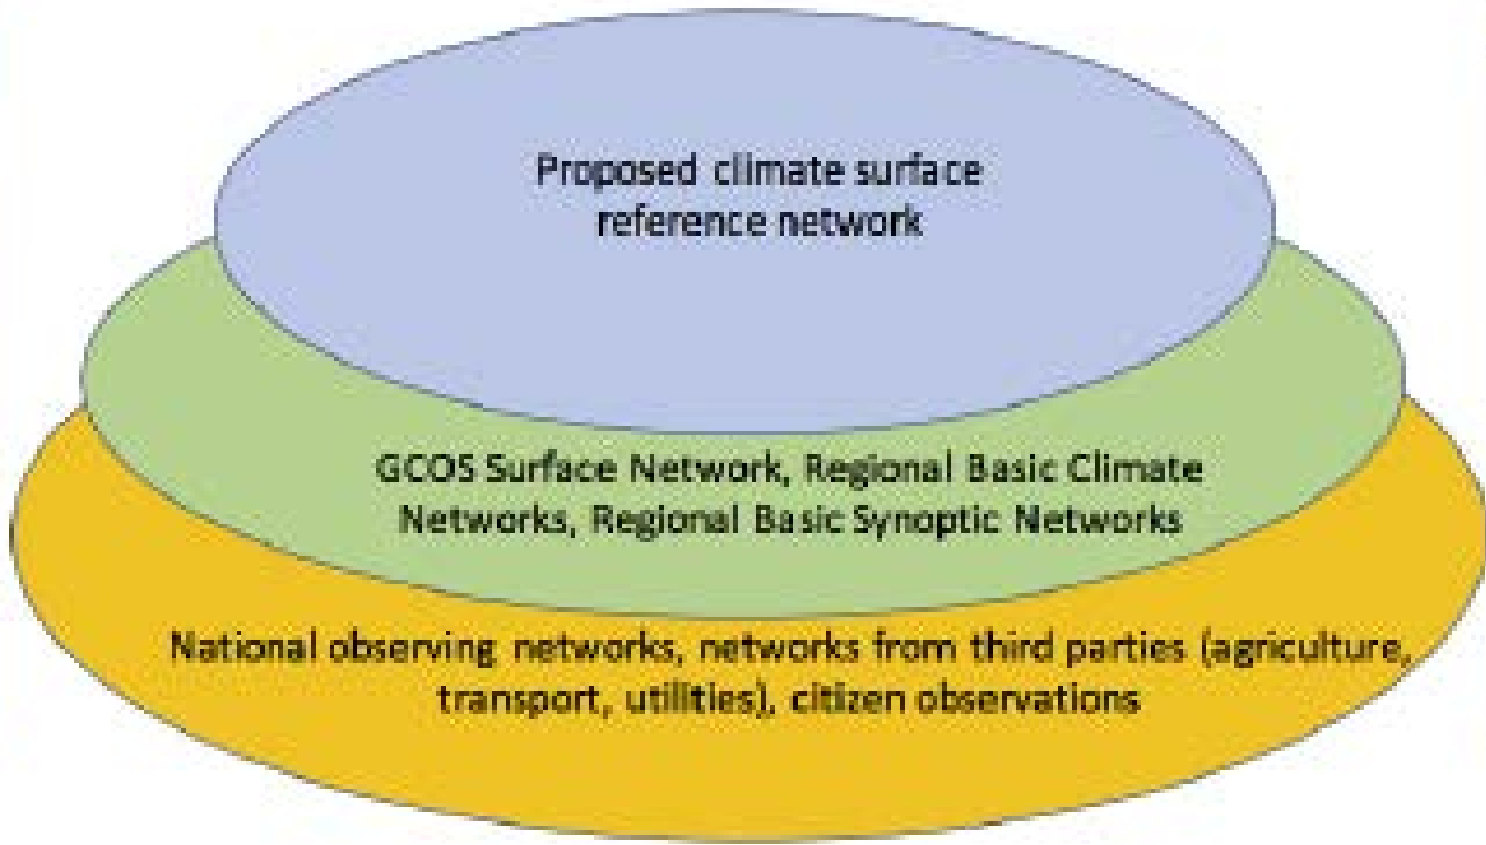 Proposed climate surface
reference network
GCOS Surface Network, Regional Basic Climate
Networks, Regional Basic Synoptic Networks
National observing networks, networks from third parties (agriculture,
transport, utilities), citizen observations